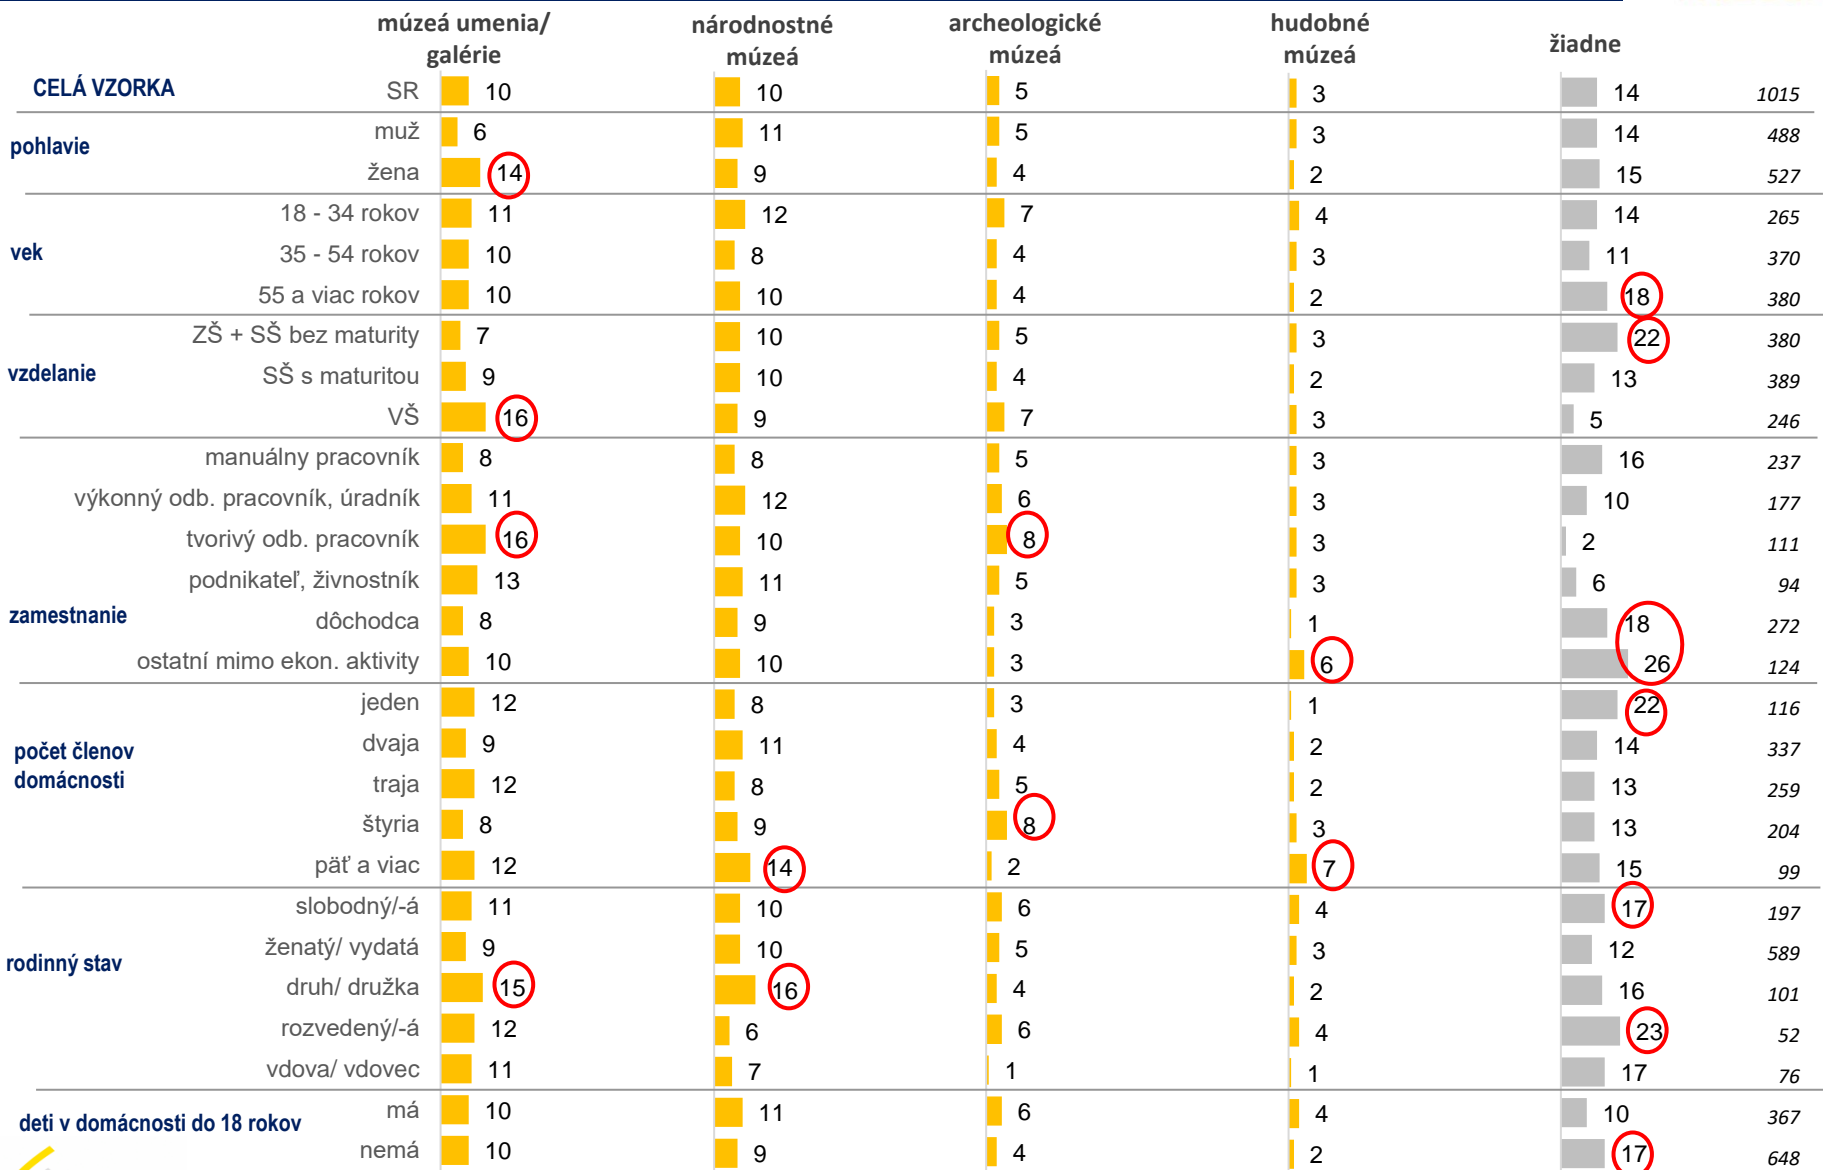 múzeá umenia/ galérie národnostné múzeá archeologické múzeá hudobné múzeá žiadne
CELÁ VZORKA SR 10 10 5 3 14 1015
pohlavie
muž 6 11 5 3 14 488
žena 14 9 4 2 15 527
vek
18 - 34 rokov 11 12 7 4 14 265
35 - 54 rokov 10 8 4 3 11 370
55 a viac rokov 10 10 4 2 18 380
vzdelanie
ZŠ + SŠ bez maturity 7 10 5 3 22 380
SŠ s maturitou 9 10 4 2 13 389
VŠ 16 9 7 3 5 246
zamestnanie
manuálny pracovník 8 8 5 3 16 237
výkonný odb. pracovník, úradník 11 12 6 3 10 177
tvorivý odb. pracovník 16 10 8 3 2 111
podnikateľ, živnostník 13 11 5 3 6 94
dôchodca 8 9 3 1 18 272
ostatní mimo ekon. aktivity 10 10 3 6 26 124
počet členov
domácnosti
jeden 12 8 3 1 22 116
dvaja 9 11 4 2 14 337
traja 12 8 5 2 13 259
štyria 8 9 8 3 13 204
päť a viac 12 14 2 7 15 99
rodinný stav
slobodný/-á 11 10 6 4 17 197
ženatý/ vydatá 9 10 5 3 12 589
druh/ družka 15 16 4 2 16 101
rozvedený/-á 12 6 6 4 23 52
vdova/ vdovec 11 7 1 1 17 76
deti v domácnosti do 18 rokov
má 10 11 6 4 10 367
nemá 10 9 4 2 17 648